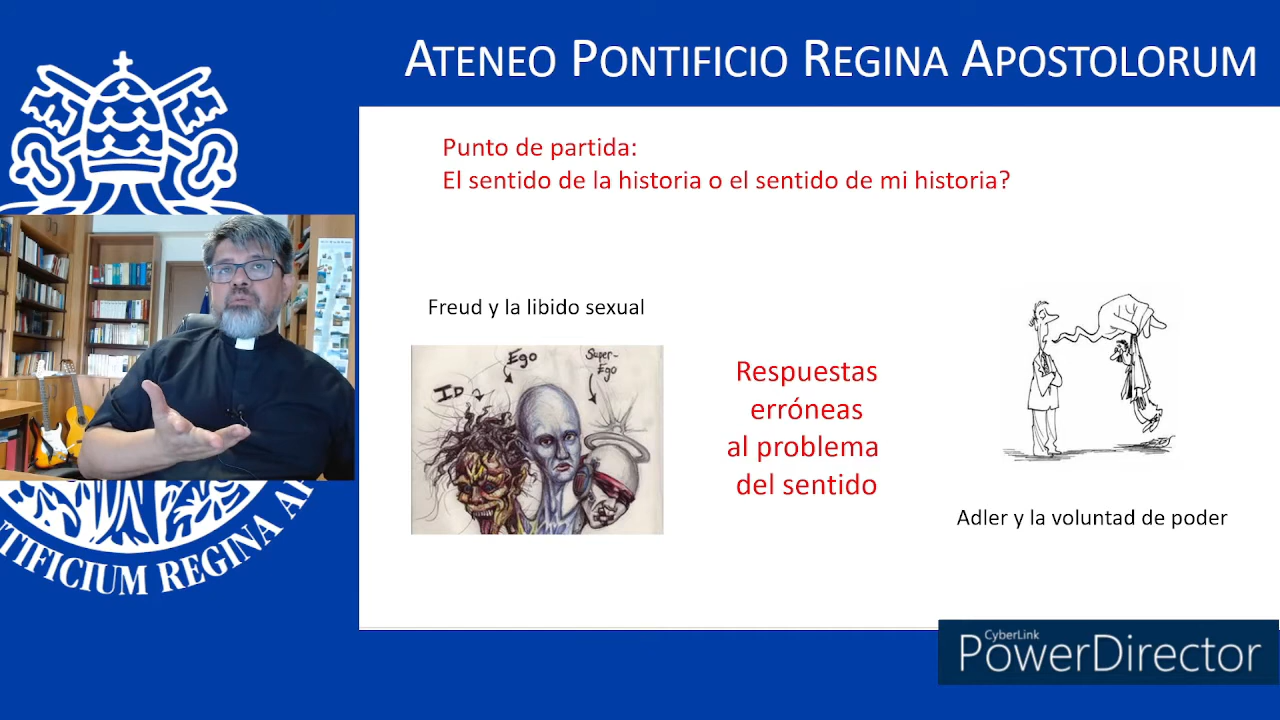 ATENEO PONTIFICIO REGINA APOSTOLORUM
Punto de partida:
El sentido de la historia o el sentido de mi historia?
Freud y la libido sexual
ID
Ego
Super-
Ego
Respuestas
erróneas
al problema
del sentido
Adler y la voluntad de poder
TIFICIUM REGINA AP
CyberLink
PowerDirector